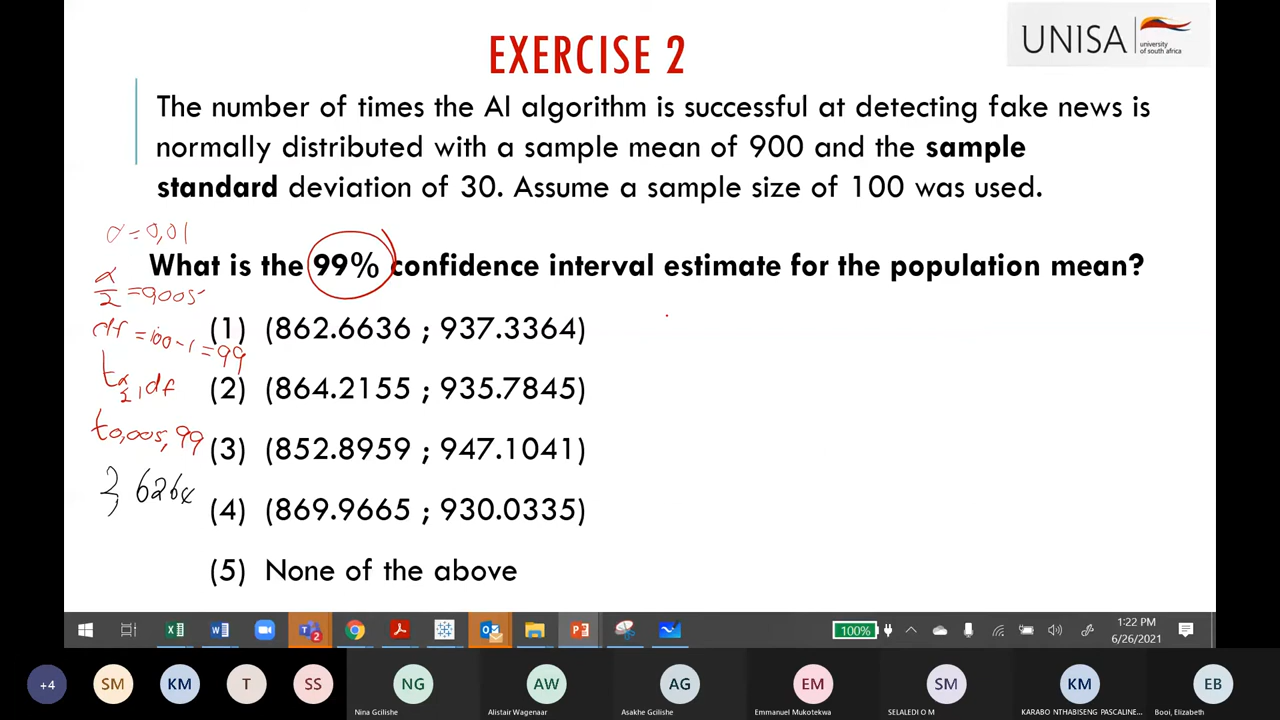 EXERCISE 2
UNISA
university
of south africa
The number of times the AI algorithm is successful at detecting fake news is
normally distributed with a sample mean of 900 and the sample
standard deviation of 30. Assume a sample size of 100 was used.
α = 0,01
What is the 99% confidence interval estimate for the population mean?
α/2 = 0,005
(1) (862.6636 ; 937.3364)
df = 100 - 1 = 99
(2) (864.2155 ; 935.7845)
t α/2, df
(3) (852.8959 ; 947.1041)
t 0,005, 99
(4) (869.9665 ; 930.0335)
2,6264
(5) None of the above
100%
1:22 PM
6/26/2021
2
+4
SM
KM
T
SS
NG
AW
AG
EM
SM
KM
EB
Nina Gcilishe
Alistair Wagenaar
Asakhe Gcilishe
Emmanuel Mukotekwa
SELALEDI O M
KARABO NTHABISENG PASCALINE...
Booi, Elizabeth